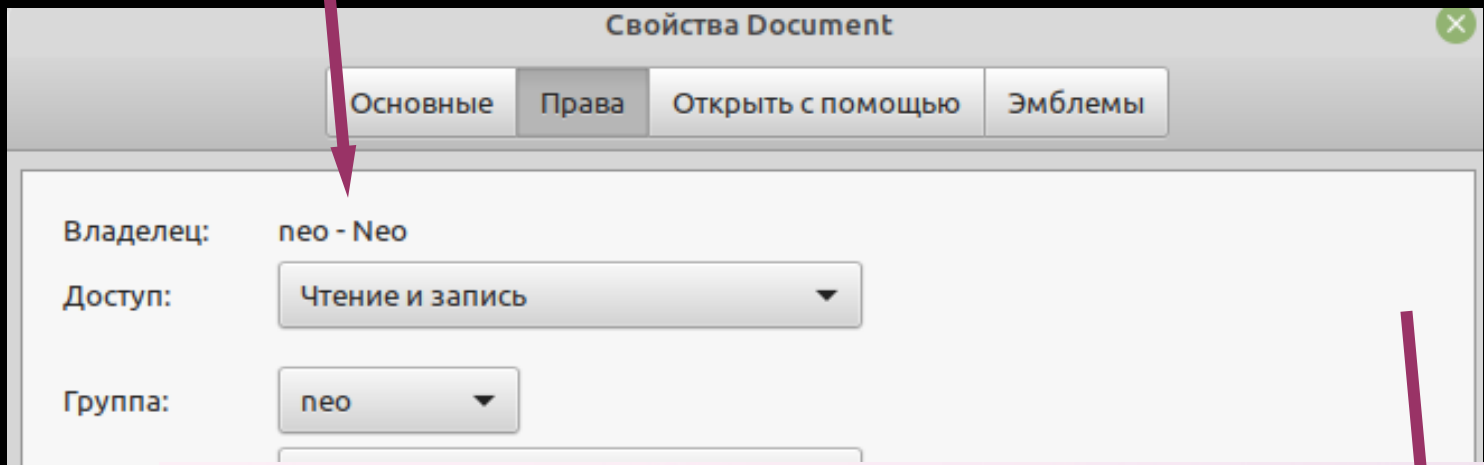 Свойства Document
Основные Права Открыть с помощью Эмблемы
Владелец: neo - Neo
Доступ: Чтение и запись
Группа: neo